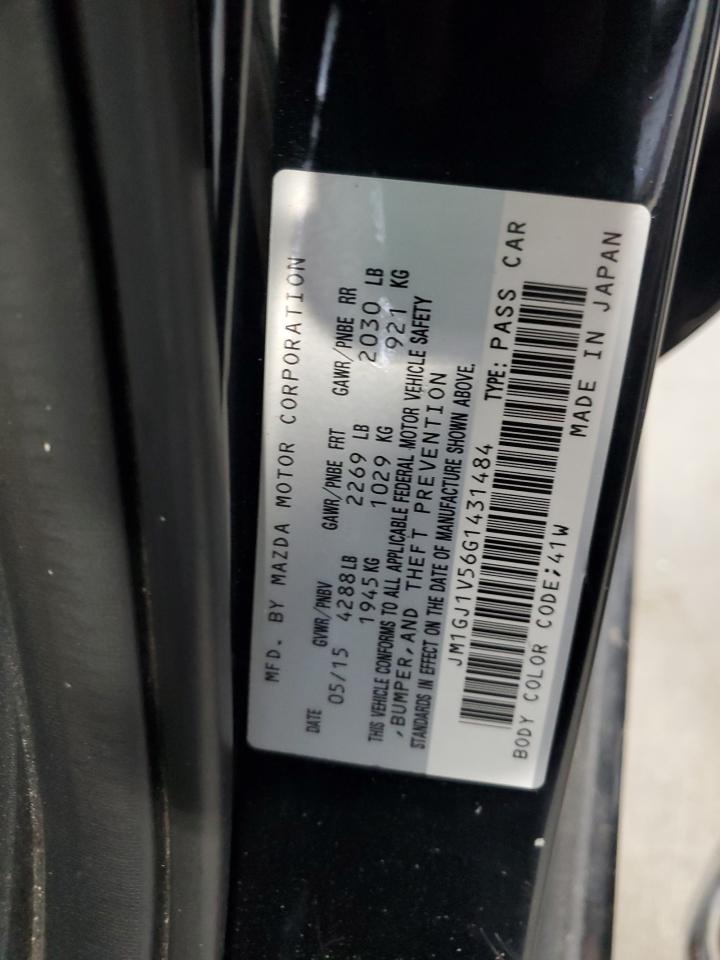 MFD. BY MAZDA MOTOR CORPORATION
DATE GVWR/PNBV GAWR/PNBE FRT GAWR/PNBE RR
05/15 4288LB 2269 LB 2030 LB
1945KG 1029 KG 921 KG
THIS VEHICLE CONFORMS TO ALL APPLICABLE FEDERAL MOTOR VEHICLE SAFETY
,BUMPER,AND THEFT PREVENTION
STANDARDS IN EFFECT ON THE DATE OF MANUFACTURE SHOWN ABOVE.
JM1GJ1V56G1431484 TYPE: PASS CAR
BODY COLOR CODE;41W
MADE IN JAPAN